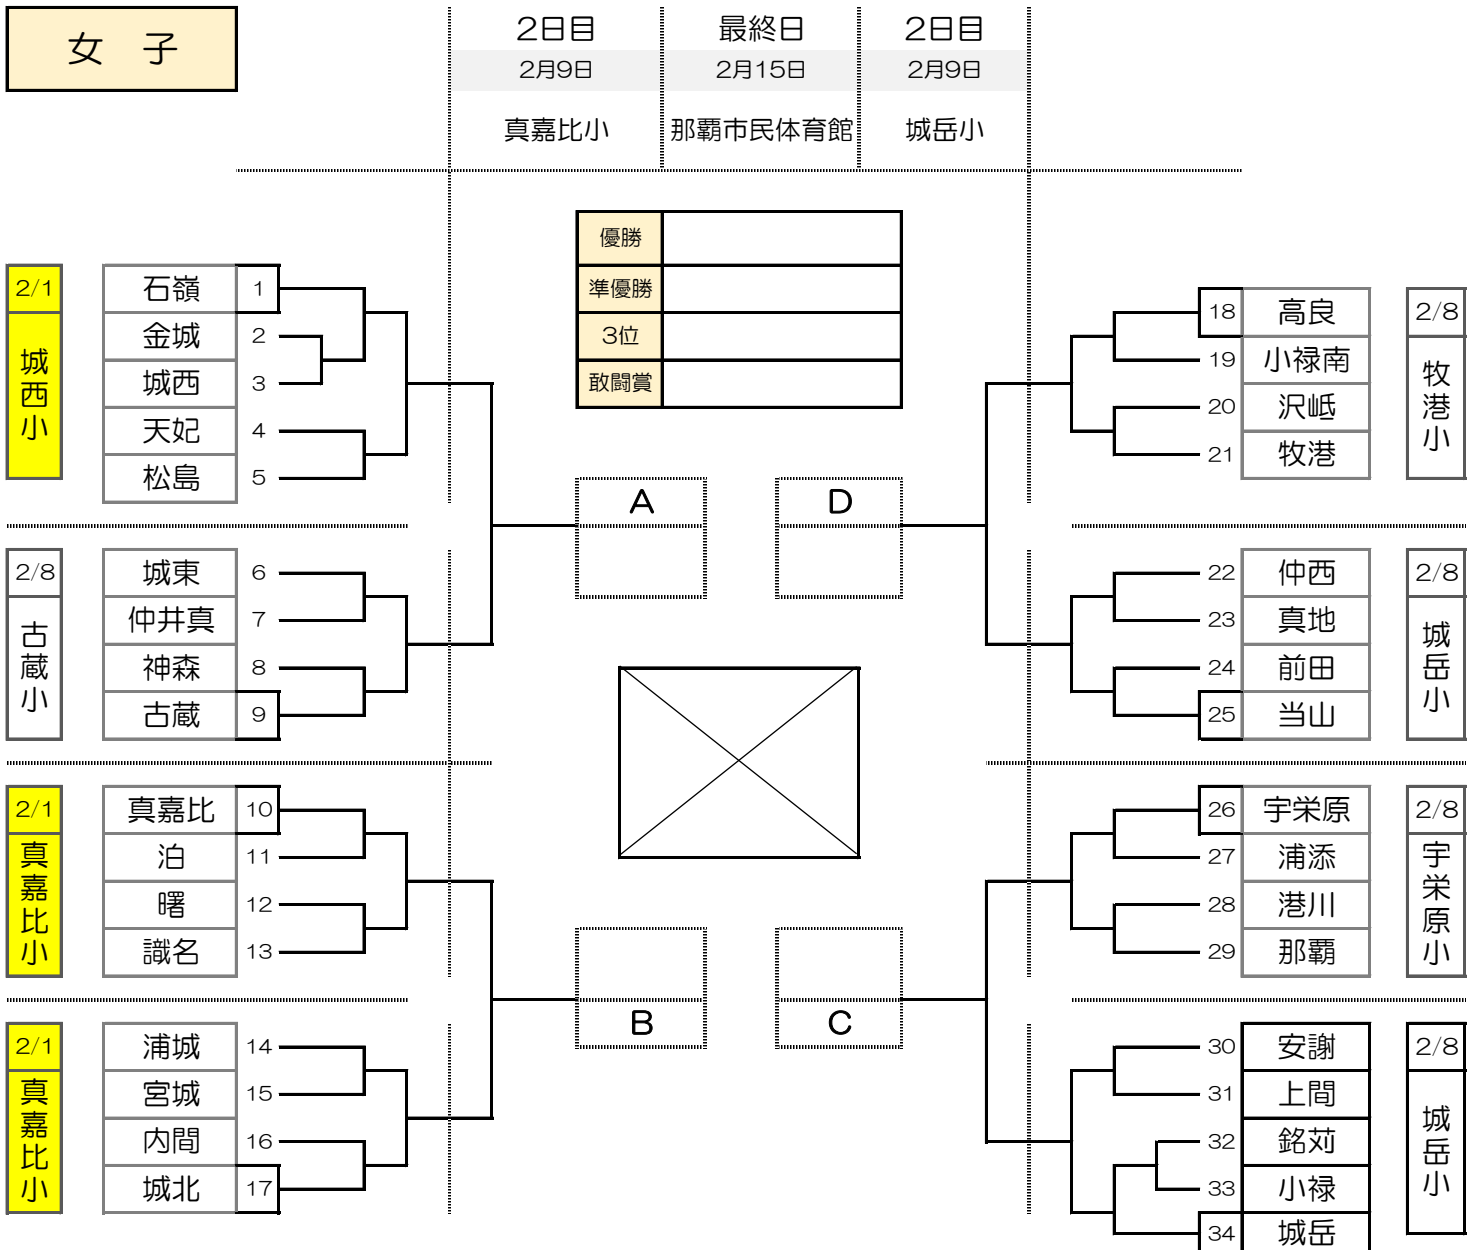 女 子
2日目 最終日 2日目
2月9日 2月15日 2月9日
真嘉比小 那覇市民体育館 城岳小
優勝
準優勝
3位
敢闘賞
2/1
城西小
石嶺 1
金城 2
城西 3
天妃 4
松島 5
2/8
古蔵小
城東 6
仲井真 7
神森 8
古蔵 9
2/1
真嘉比小
真嘉比 10
泊 11
曙 12
識名 13
2/1
真嘉比小
浦城 14
宮城 15
内間 16
城北 17
A D
B C
18 高良
19 小禄南
20 沢岻
21 牧港
2/8
牧港小
22 仲西
23 真地
24 前田
25 当山
2/8
城岳小
26 宇栄原
27 浦添
28 港川
29 那覇
2/8
宇栄原小
30 安謝
31 上間
32 銘苅
33 小禄
34 城岳
2/8
城岳小